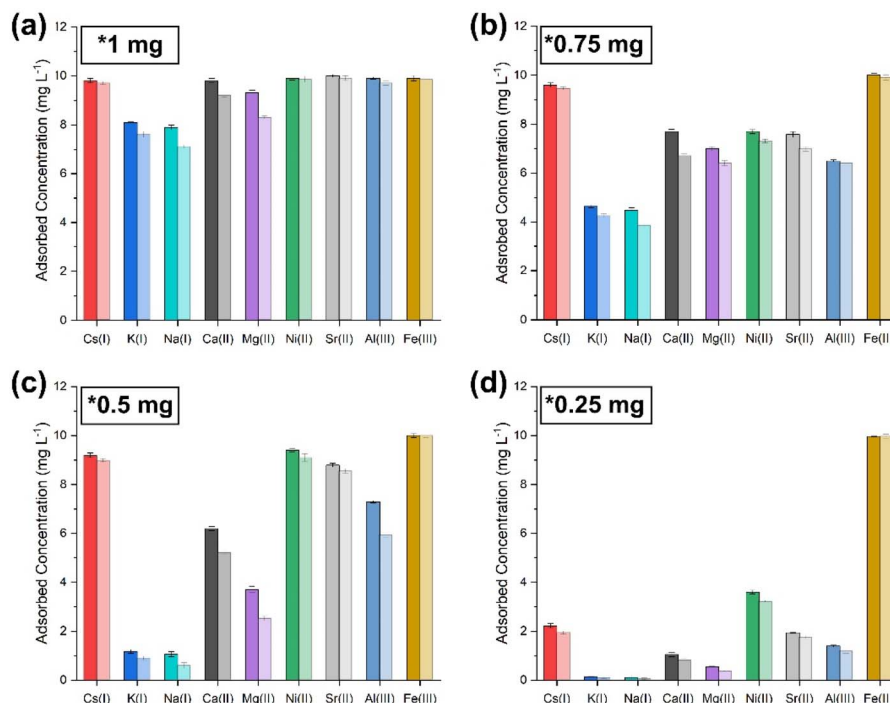 (a)
*1 mg
12
10
8
6
4
2
0
Adsorbed Concentration (mg L⁻¹)
Cs(I) K(I) Na(I) Ca(II) Mg(II) Ni(II) Sr(II) Al(III) Fe(III)
(b)
*0.75 mg
12
10
8
6
4
2
0
Adsrobed Concentration (mg L⁻¹)
Cs(I) K(I) Na(I) Ca(II) Mg(II) Ni(II) Sr(II) Al(III) Fe(II
(c)
*0.5 mg
12
10
8
6
4
2
0
Adsorbed Concentration (mg L⁻¹)
Cs(I) K(I) Na(I) Ca(II) Mg(II) Ni(II) Sr(II) Al(III) Fe(III)
(d)
*0.25 mg
12
10
8
6
4
2
0
Adsorbed Concentration (mg L⁻¹)
Cs(I) K(I) Na(I) Ca(II) Mg(II) Ni(II) Sr(II) Al(III) Fe(II